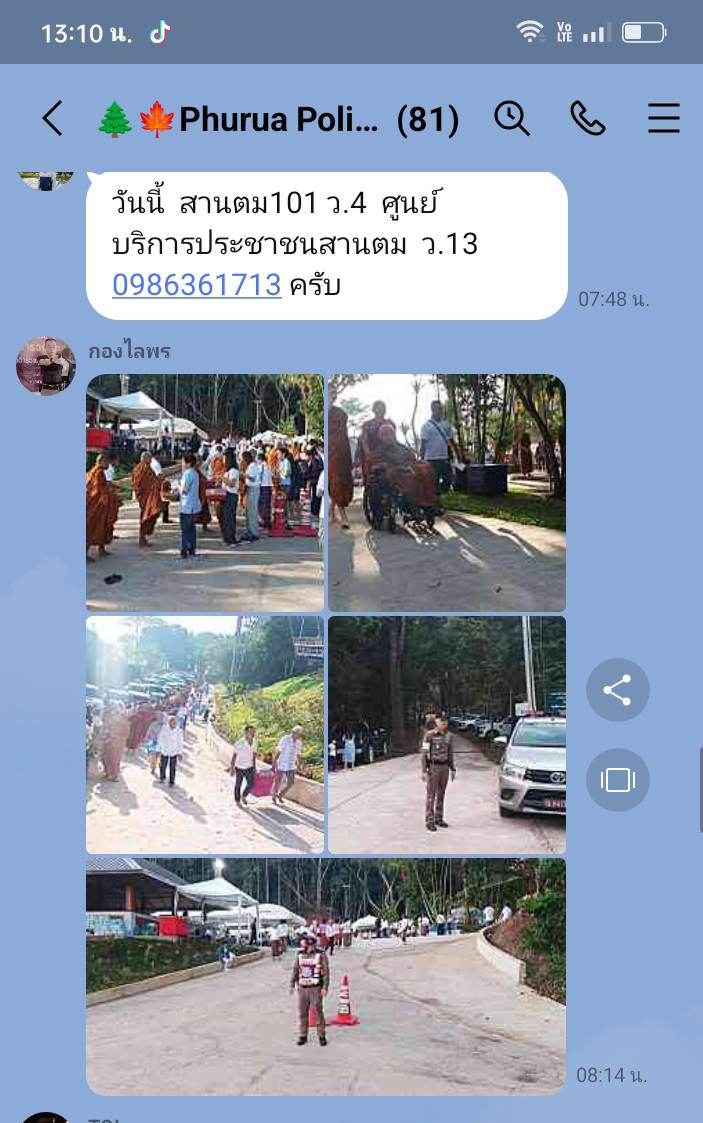 13:10 น.
Vo
LTE
🌲🍁Phurua Poli... (81)
วันนี้ สานตม101 ว.4 ศูนย์
บริการประชาชนสานตม ว.13
0986361713 ครับ
07:48 น.
กองไลพร
08:14 น.